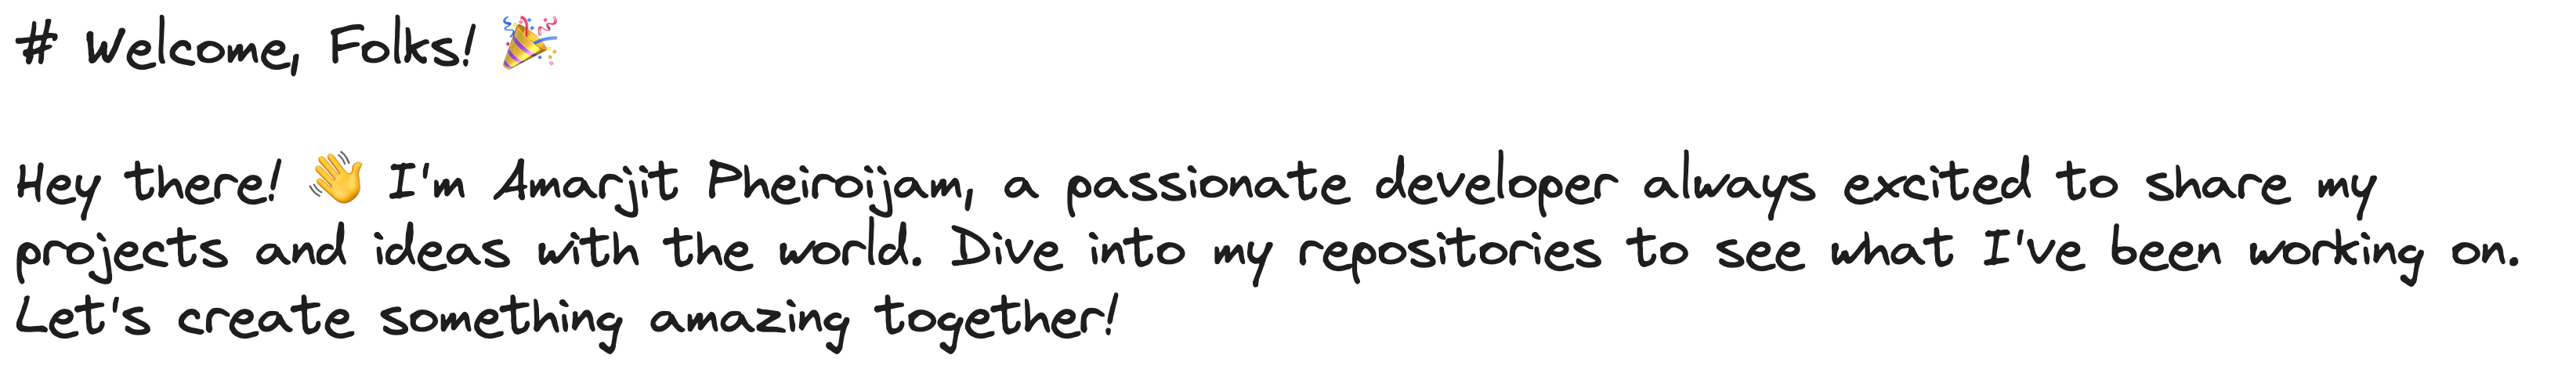 # Welcome, Folks! 🎉
Hey there! 👋 I'm Amarjit Pheiroijam, a passionate developer always excited to share my
projects and ideas with the world. Dive into my repositories to see what I've been working on.
Let's create something amazing together!